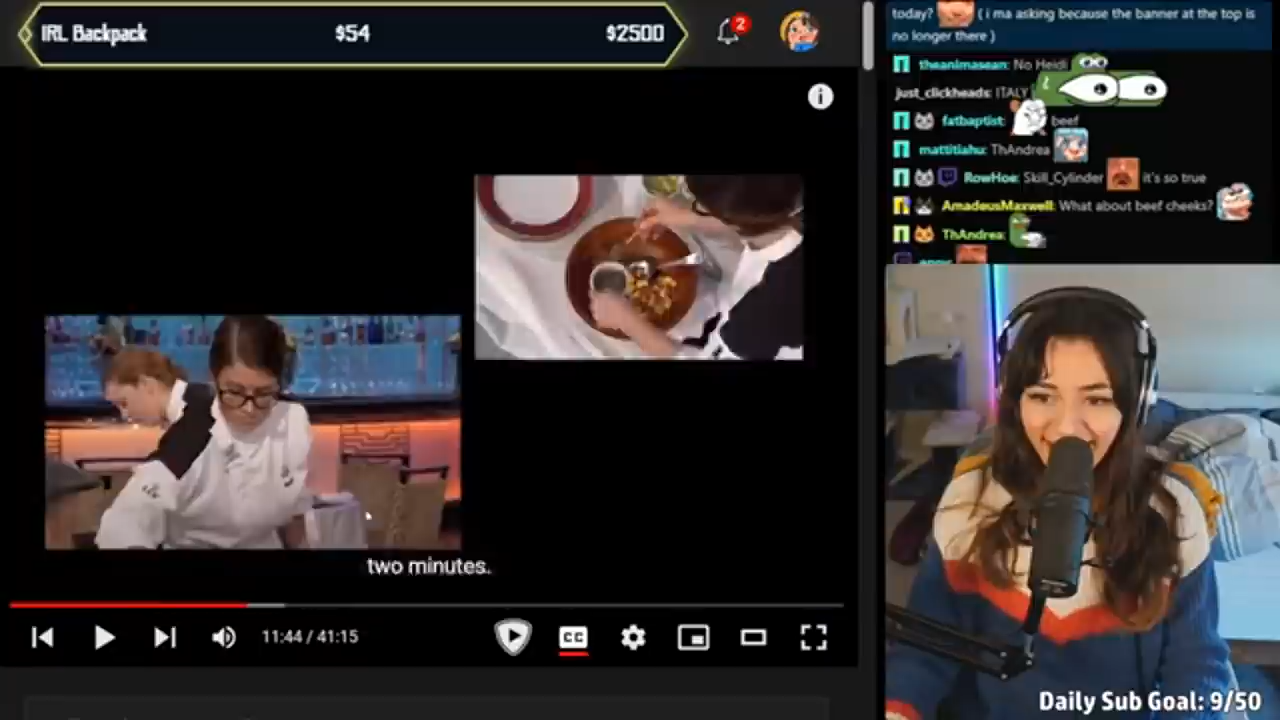 IRL Backpack $54 $2500
2
two minutes.
11:44 / 41:15
CC
today? ( i ma asking because the banner at the top is
no longer there )
theanimasean: No Heidi
just_clickheads: ITALY
fatbaptist: beef
mattitiahu: ThAndrea
RowHoe: Skill_Cylinder it's so true
AmadeusMaxwell: What about beef cheeks?
ThAndrea:
Daily Sub Goal: 9/50